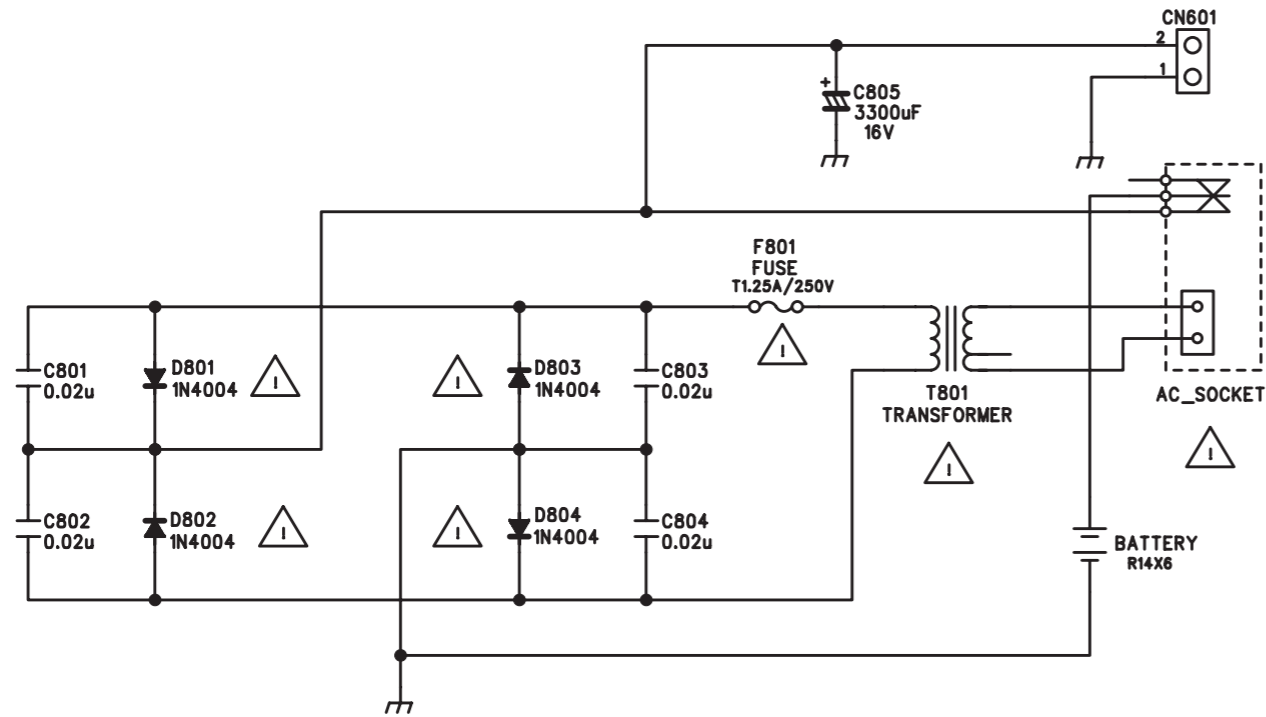 CN601
2
1
+
C805
3300uF
16V
F801
FUSE
T1.25A/250V
C801
0.02u
D801
1N4004
!
!
D803
1N4004
C803
0.02u
!
T801
TRANSFORMER
!
AC_SOCKET
!
C802
0.02u
D802
1N4004
!
!
D804
1N4004
C804
0.02u
BATTERY
R14X6